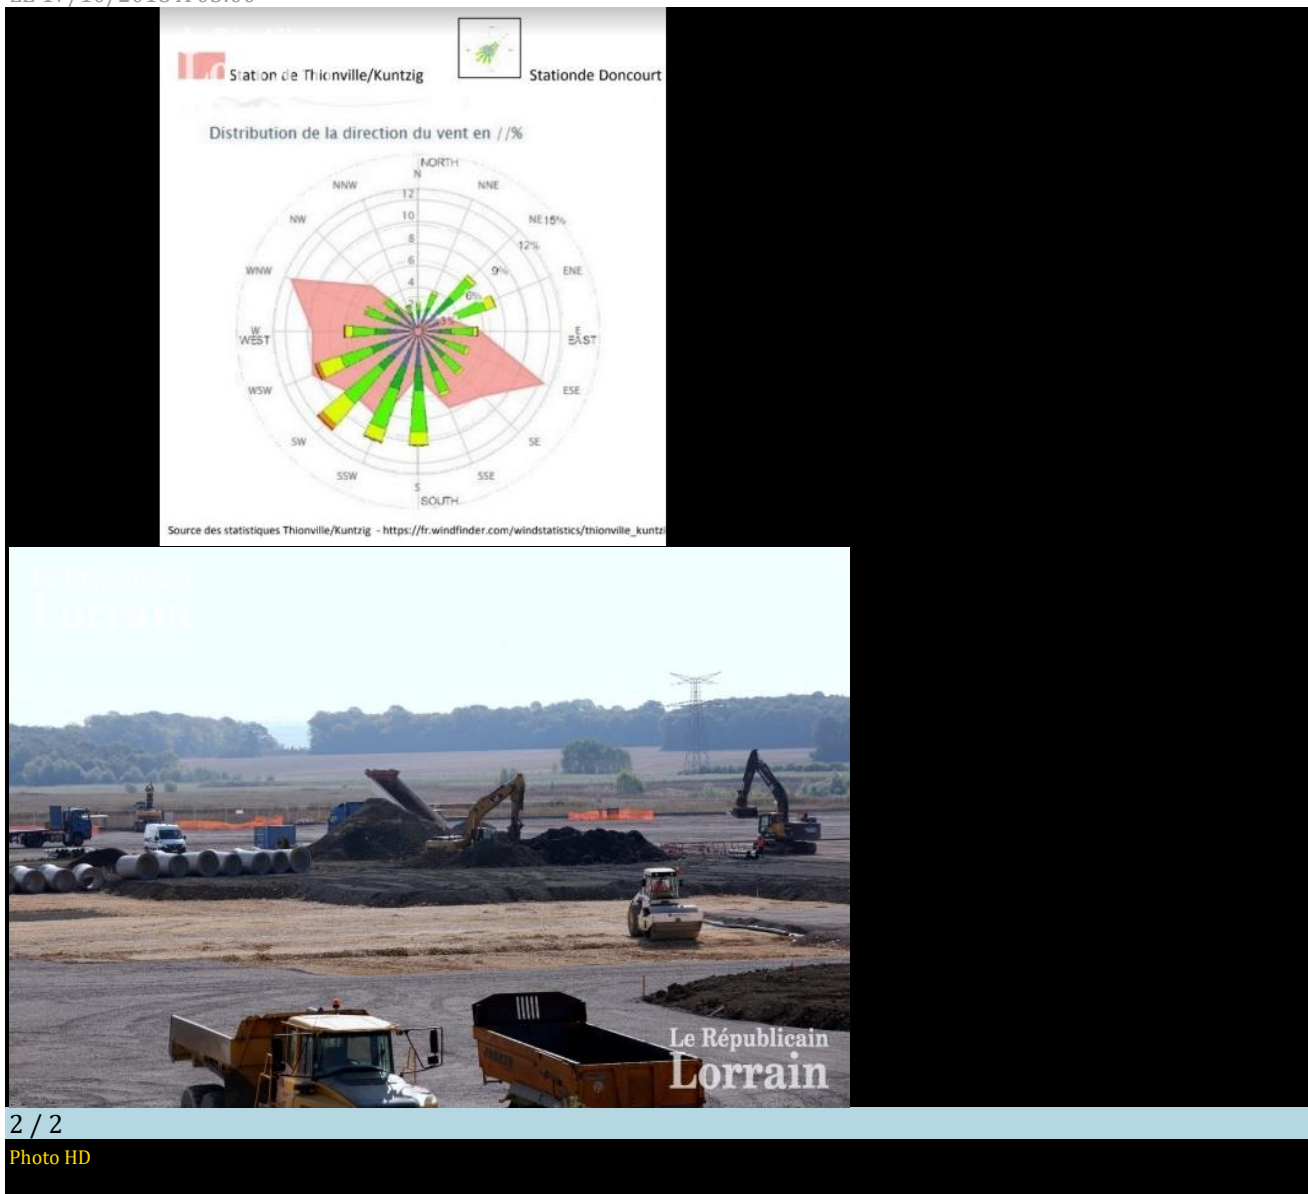 Station de Thionville/Kuntzig
Stationde Doncourt
Distribution de la direction du vent en //%
NORTH
N
NNW
NNE
12
NW
10
NE 15%
8
12%
6
WNW
9%
ENE
4
6%
2
3%
W
E
WEST
EAST
WSW
ESE
SW
SE
SSW
SSE
S
SOUTH
Source des statistiques Thionville/Kuntzig - https://fr.windfinder.com/windstatistics/thionville_kuntzi
Lorrain
Le Républicain
Lorrain
2 / 2
Photo HD